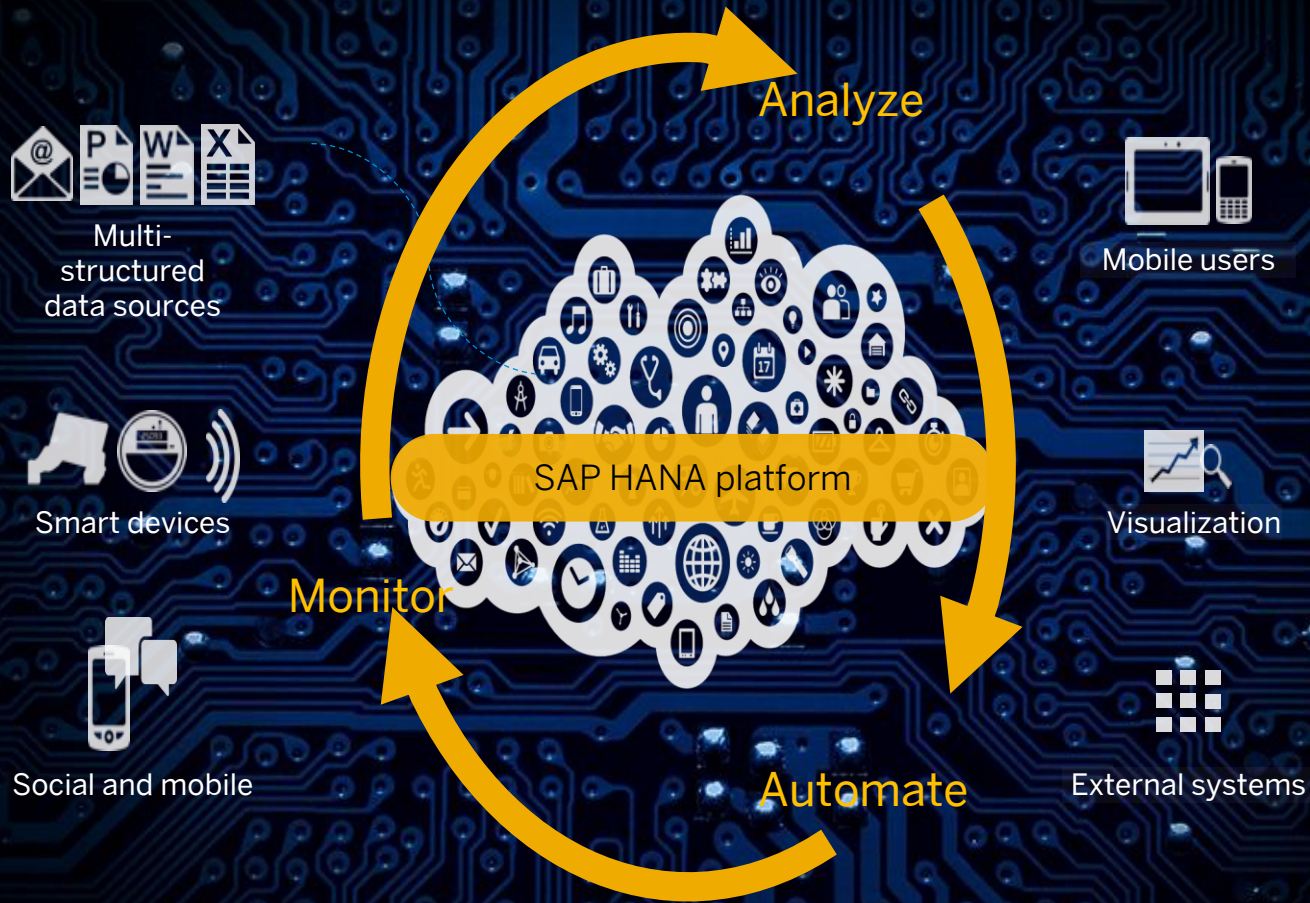 Analyze
@ P W X
Multi-
structured
data sources
Mobile users
17
SAP HANA platform
Smart devices
Visualization
Monitor
Social and mobile
Automate
External systems